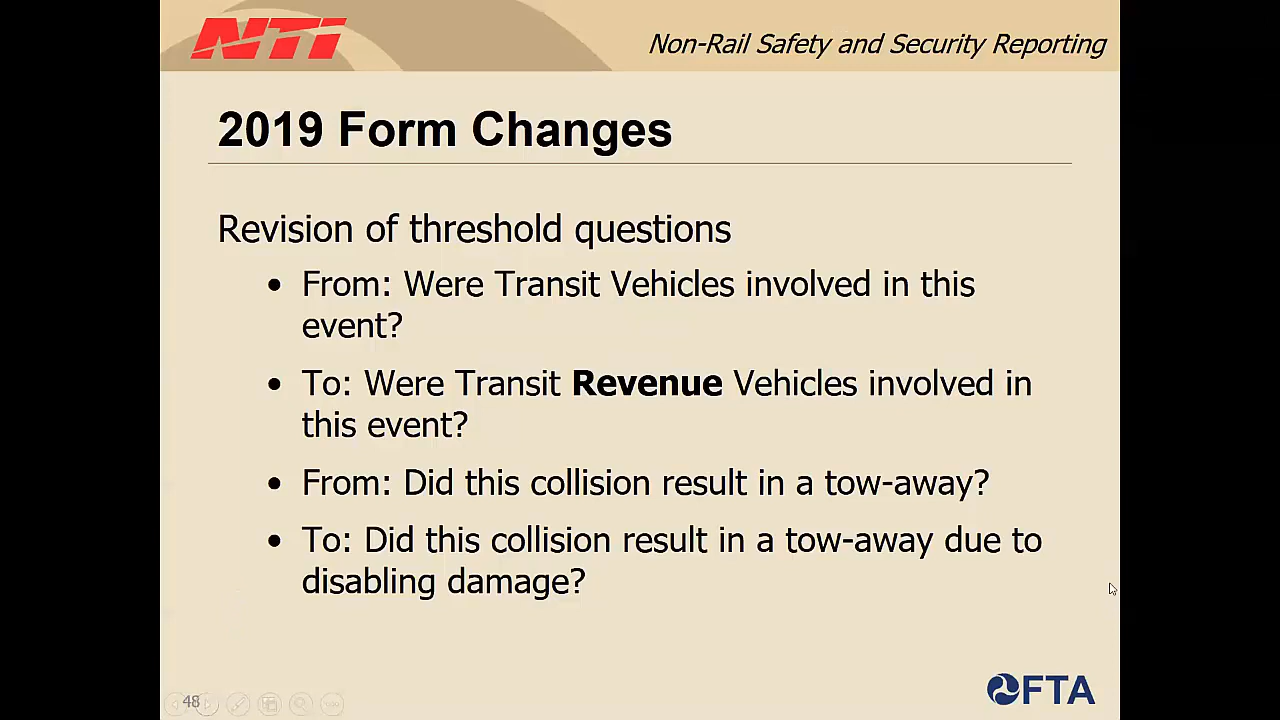 NTI
Non-Rail Safety and Security Reporting
2019 Form Changes
Revision of threshold questions
• From: Were Transit Vehicles involved in this
event?
• To: Were Transit Revenue Vehicles involved in
this event?
• From: Did this collision result in a tow-away?
• To: Did this collision result in a tow-away due to
disabling damage?
48
FTA